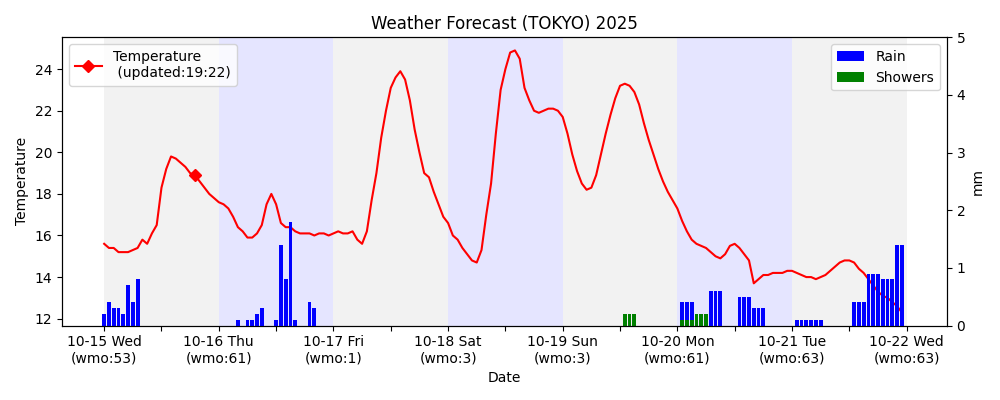 Weather Forecast (TOKYO) 2025
Temperature
(updated:19:22)
Rain
Showers
Temperature
24
22
20
18
16
14
12
5
4
3
2
1
0
mm
10-15 Wed 10-16 Thu 10-17 Fri 10-18 Sat 10-19 Sun 10-20 Mon 10-21 Tue 10-22 Wed
(wmo:53) (wmo:61) (wmo:1) (wmo:3) (wmo:3) (wmo:61) (wmo:63) (wmo:63)
Date